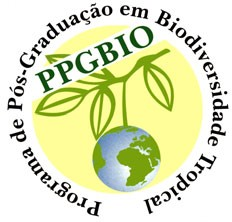 Programa de Pós-Graduação em Biodiversidade Tropical
PPGBIO